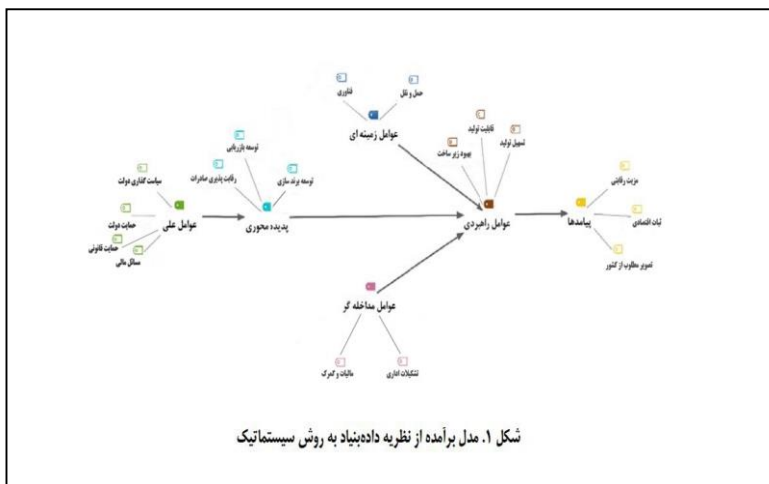 فناوری
حمل و نقل
عوامل زمینه ای
توسعه بازاریابی
رقابت پذیری صادرات
توسعه برند سازی
پدیده محوری
قابلیت تولید
تسهیل تولید
بهبود زیر ساخت
عوامل راهبردی
سیاست گذاری دولت
حمایت دولت
حمایت قانونی
مسائل مالی
عوامل علی
مزیت رقابتی
ثبات اقتصادی
تصویر مطلوب از کشور
پیامدها
عوامل مداخله گر
مالیات و گمرک
تشکیلات اداری
شکل ۱. مدل برآمده از نظریه داده‌بنیاد به روش سیستماتیک